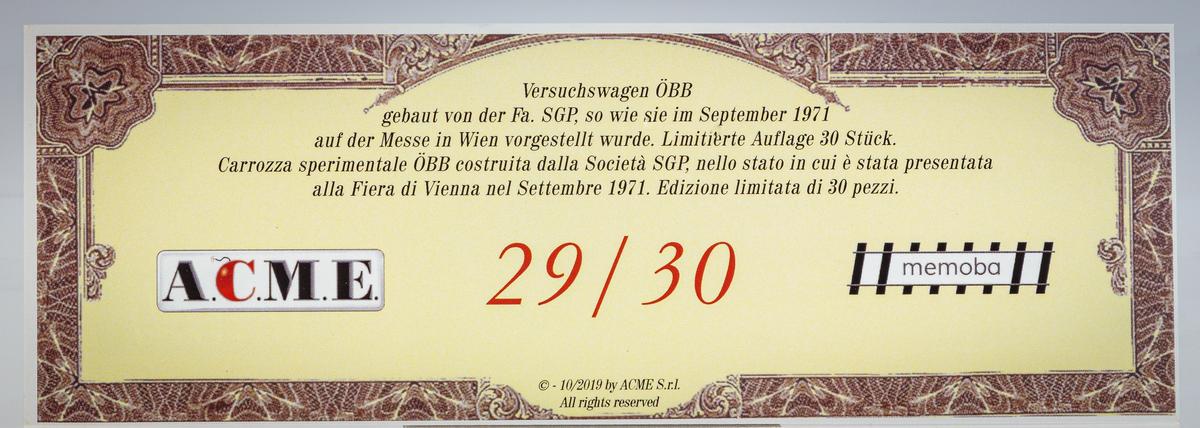 Versuchswagen ÖBB
gebaut von der Fa. SGP, so wie sie im September 1971
auf der Messe in Wien vorgestellt wurde. Limitierte Auflage 30 Stück.
Carrozza sperimentale ÖBB costruita dalla Società SGP, nello stato in cui è stata presentata
alla Fiera di Vienna nel Settembre 1971. Edizione limitata di 30 pezzi.
A.C.M.E.
29/30
memoba
© - 10/2019 by ACME S.r.l.
All rights reserved